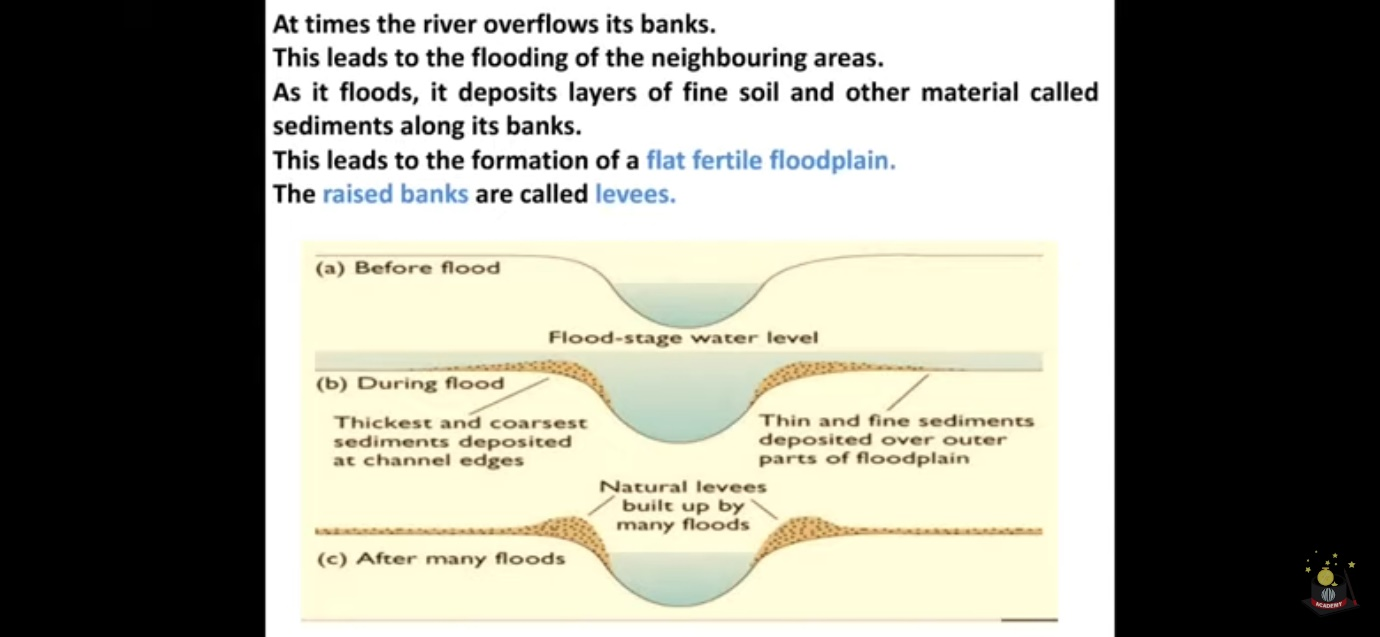 At times the river overflows its banks.
This leads to the flooding of the neighbouring areas.
As it floods, it deposits layers of fine soil and other material called
sediments along its banks.
This leads to the formation of a flat fertile floodplain.
The raised banks are called levees.
(a) Before flood
Flood-stage water level
(b) During flood
Thickest and coarsest
sediments deposited
at channel edges
Thin and fine sediments
deposited over outer
parts of floodplain
Natural levees
built up by
many floods
(c) After many floods
ACADEMY